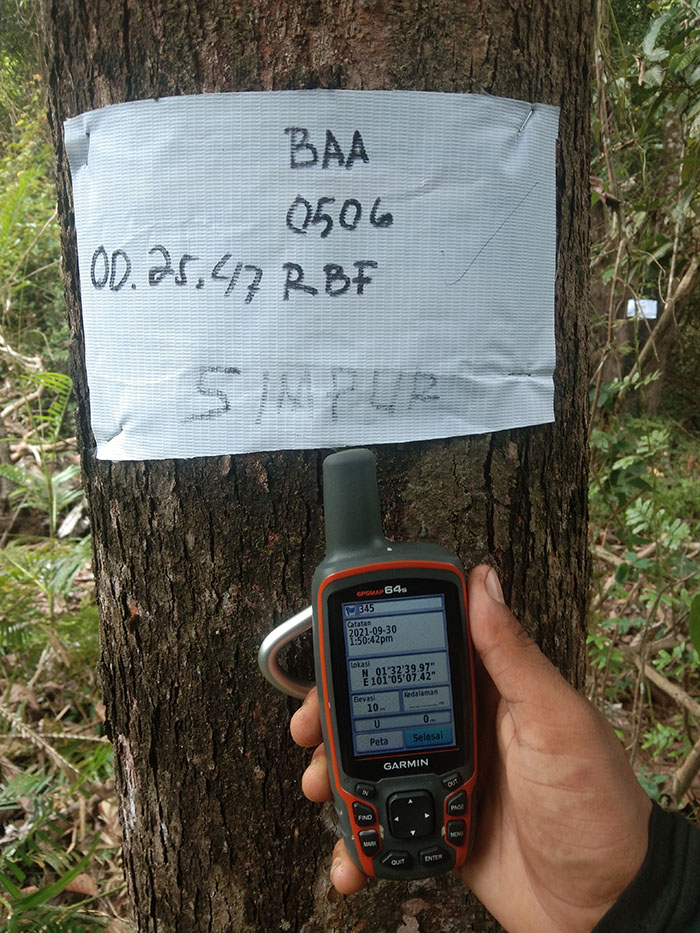 BAA
0506
OD. 25.47 RBF
SIMPUR
GPSMAP 64s
345
Catatan
2021-09-30
1:50:42pm
Lokasi
N 01°32'39.97"
E 101°05'07.42"
Elevasi Kedalaman
10 m
U 0 m
Peta Selesai
GARMIN
IN OUT
FIND PAGE
MARK MENU
QUIT ENTER